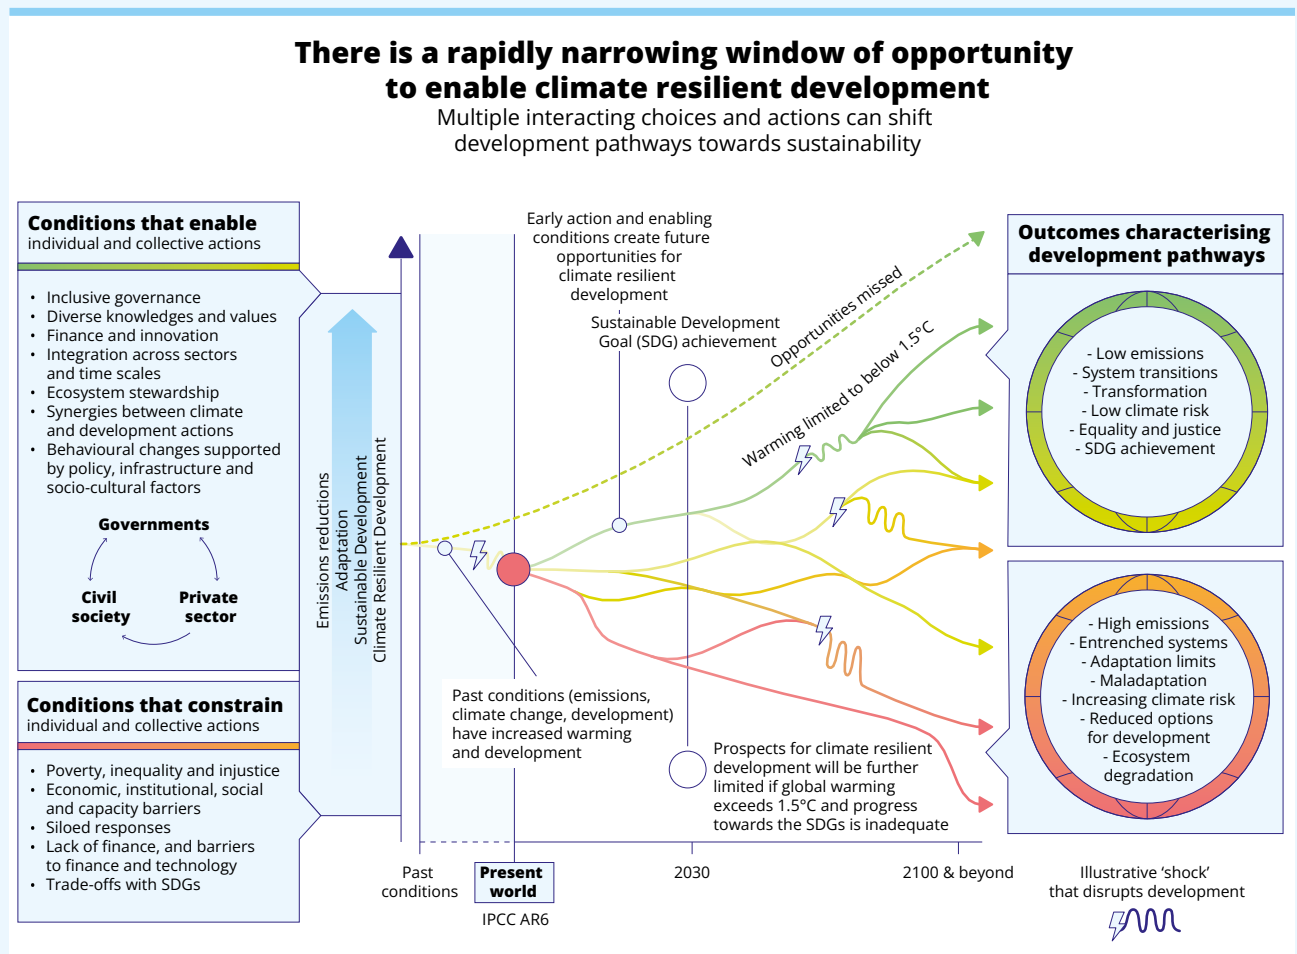 There is a rapidly narrowing window of opportunity
to enable climate resilient development
Multiple interacting choices and actions can shift
development pathways towards sustainability
Conditions that enable
individual and collective actions
• Inclusive governance
• Diverse knowledges and values
• Finance and innovation
• Integration across sectors
and time scales
• Ecosystem stewardship
• Synergies between climate
and development actions
• Behavioural changes supported
by policy, infrastructure and
socio-cultural factors
Governments
Civil
society
Private
sector
Conditions that constrain
individual and collective actions
• Poverty, inequality and injustice
• Economic, institutional, social
and capacity barriers
• Siloed responses
• Lack of finance, and barriers
to finance and technology
• Trade-offs with SDGs
Emissions reductions
Adaptation
Sustainable Development
Climate Resilient Development
Early action and enabling
conditions create future
opportunities for
climate resilient
development
Sustainable Development
Goal (SDG) achievement
Opportunities missed
Warming limited to below 1.5°C
Past conditions (emissions,
climate change, development)
have increased warming
and development
Prospects for climate resilient
development will be further
limited if global warming
exceeds 1.5°C and progress
towards the SDGs is inadequate
Past
conditions
Present
world
IPCC AR6
2030
2100 & beyond
Outcomes characterising
development pathways
- Low emissions
- System transitions
- Transformation
- Low climate risk
- Equality and justice
- SDG achievement
- High emissions
- Entrenched systems
- Adaptation limits
- Maladaptation
- Increasing climate risk
- Reduced options
for development
- Ecosystem
degradation
Illustrative ‘shock’
that disrupts development